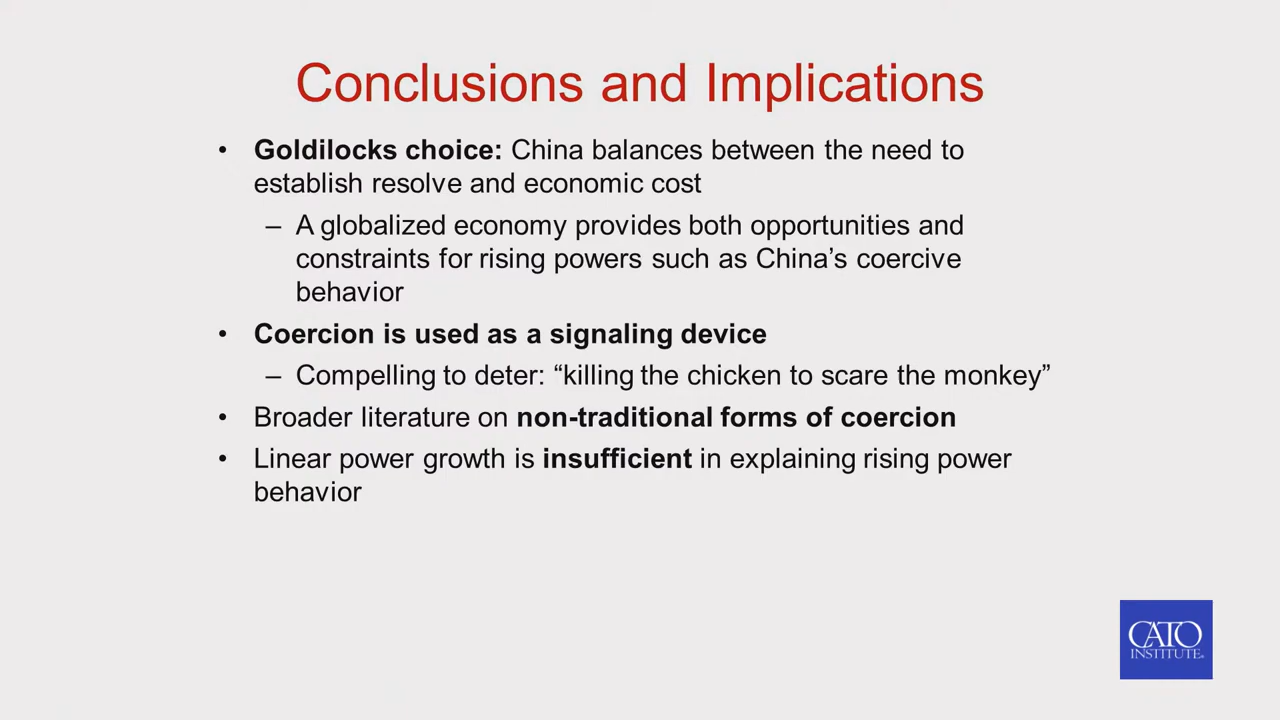 Conclusions and Implications
• Goldilocks choice: China balances between the need to
establish resolve and economic cost
– A globalized economy provides both opportunities and
constraints for rising powers such as China’s coercive
behavior
• Coercion is used as a signaling device
– Compelling to deter: “killing the chicken to scare the monkey”
• Broader literature on non-traditional forms of coercion
• Linear power growth is insufficient in explaining rising power
behavior
CATO
INSTITUTE